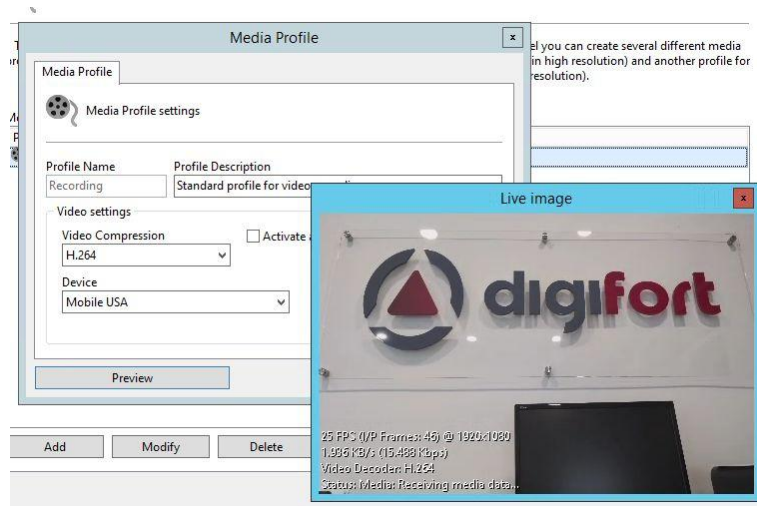 Media Profile
x
el you can create several different media
in high resolution) and another profile for
resolution).
Media Profile
Media Profile settings
Profile Name
Profile Description
Recording
Standard profile for video
Video settings
Video Compression
Activate
H.264
Device
Mobile USA
Preview
Add
Modify
Delete
Live image
x
digifort
25 FPS (I/P Frames: 46) @ 1920x1080
1.936 KB/s (15.488 Kbps)
Video Decoder: H.264
Status: Media: Receiving media data...